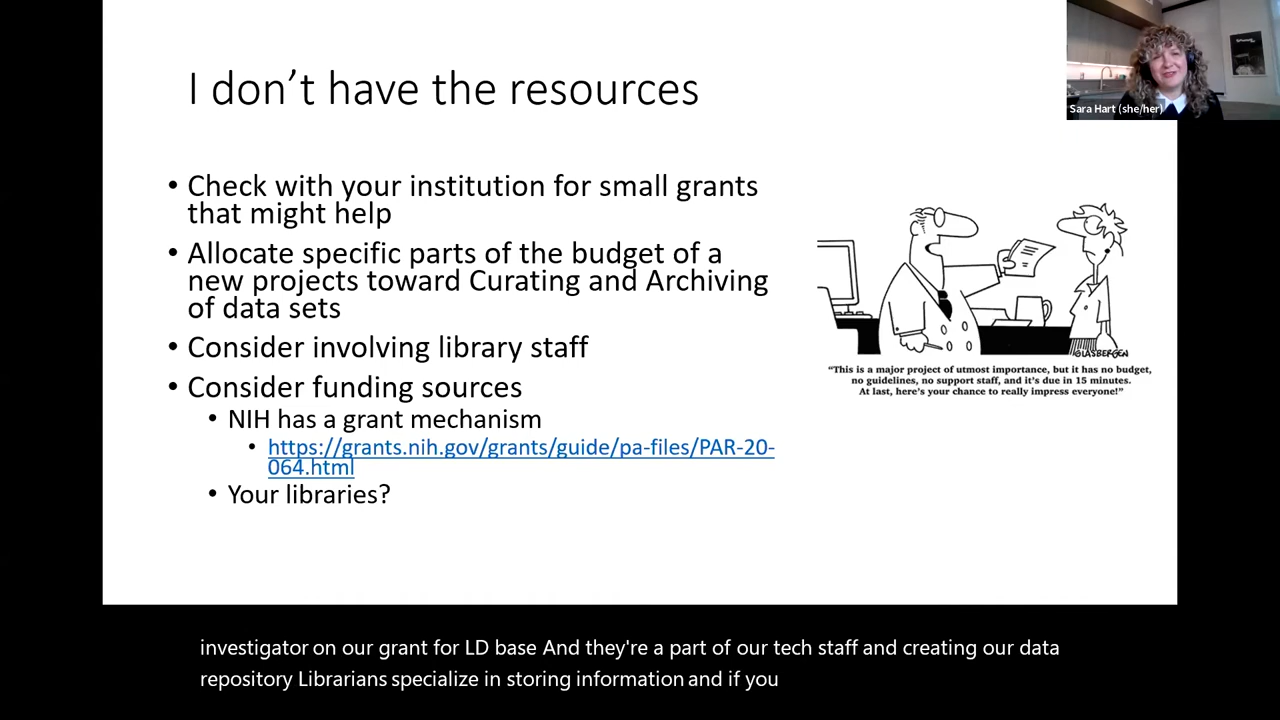 I don't have the resources
Sara Hart (she/her)
• Check with your institution for small grants
that might help
• Allocate specific parts of the budget of a
new projects toward Curating and Archiving
of data sets
• Consider involving library staff
• Consider funding sources
• NIH has a grant mechanism
• https://grants.nih.gov/grants/guide/pa-files/PAR-20-
064.html
• Your libraries?
GLASBERGEN
“This is a major project of utmost importance, but it has no budget,
no guidelines, no support staff, and it's due in 15 minutes.
At last, here's your chance to really impress everyone!”
investigator on our grant for LD base And they're a part of our tech staff and creating our data
repository Librarians specialize in storing information and if you